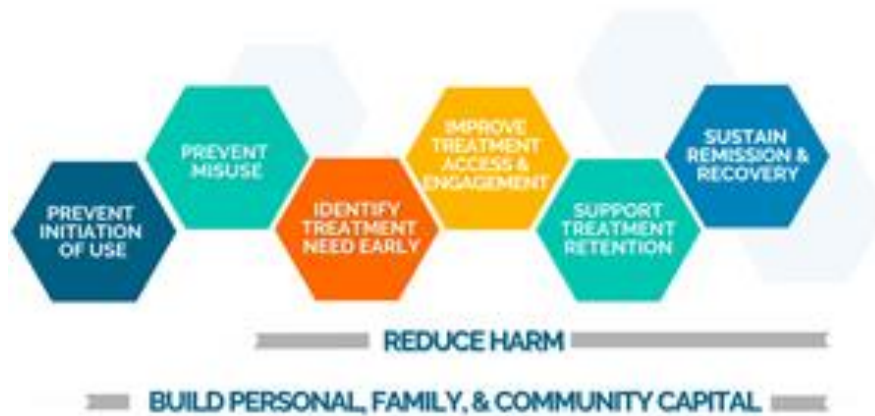 PREVENT
INITIATION
OF USE
PREVENT
MISUSE
IDENTIFY
TREATMENT
NEED EARLY
IMPROVE
TREATMENT
ACCESS &
ENGAGEMENT
SUPPORT
TREATMENT
RETENTION
SUSTAIN
REMISSION &
RECOVERY
REDUCE HARM
BUILD PERSONAL, FAMILY, & COMMUNITY CAPITAL